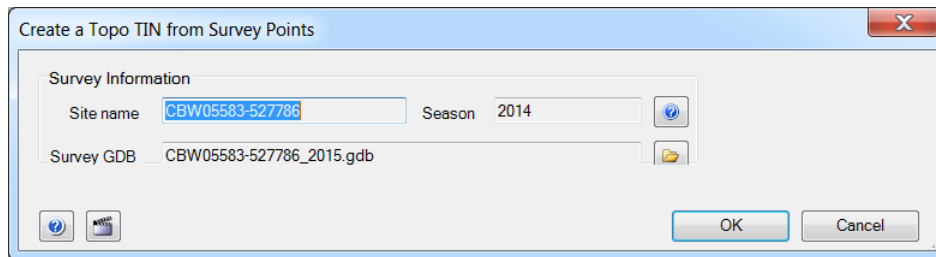 Create a Topo TIN from Survey Points
Survey Information
Site name CBW05583-527786 Season 2014
Survey GDB CBW05583-527786_2015.gdb
OK Cancel